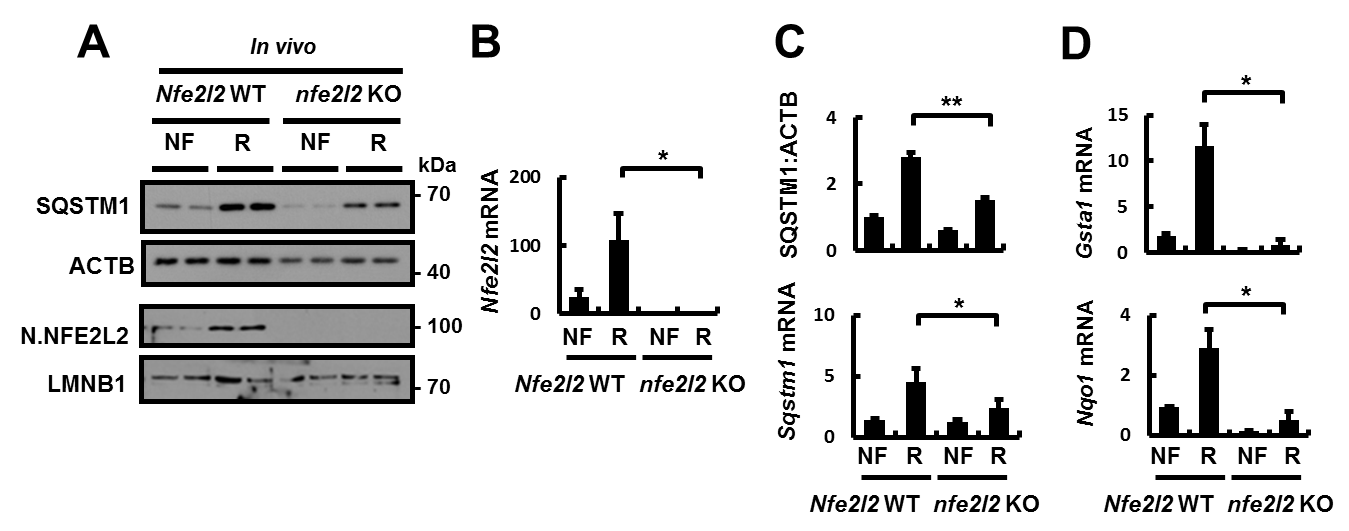 A
In vivo
Nfe2l2 WT nfe2l2 KO
NF R NF R
kDa
SQSTM1
70
ACTB
40
N.NFE2L2
100
LMNB1
70
B
Nfe2l2 mRNA
200
100
0
*
NF R NF R
Nfe2l2 WT nfe2l2 KO
C
SQSTM1:ACTB
4
2
0
**
Sqstm1 mRNA
10
5
0
*
NF R NF R
Nfe2l2 WT nfe2l2 KO
D
Gsta1 mRNA
15
10
5
0
*
Nqo1 mRNA
4
2
0
*
NF R NF R
Nfe2l2 WT nfe2l2 KO